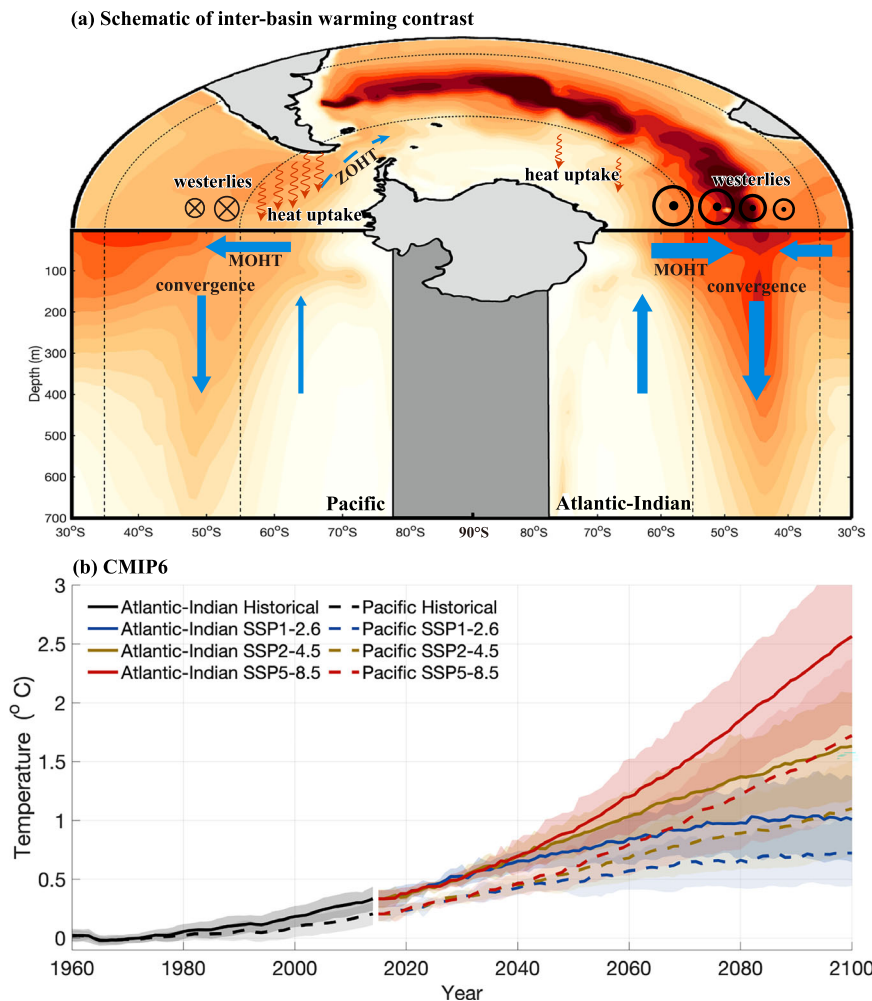 (a) Schematic of inter-basin warming contrast
westerlies
ZOHT
heat uptake
heat uptake
westerlies
MOHT
convergence
MOHT
convergence
Depth (m)
100
200
300
400
500
600
700
Pacific
Atlantic-Indian
30°S 40°S 50°S 60°S 70°S 80°S 90°S 80°S 70°S 60°S 50°S 40°S 30°S
(b) CMIP6
Temperature (° C)
3
2.5
2
1.5
1
0.5
0
Atlantic-Indian Historical
Atlantic-Indian SSP1-2.6
Atlantic-Indian SSP2-4.5
Atlantic-Indian SSP5-8.5
Pacific Historical
Pacific SSP1-2.6
Pacific SSP2-4.5
Pacific SSP5-8.5
1960 1980 2000 2020 2040 2060 2080 2100
Year